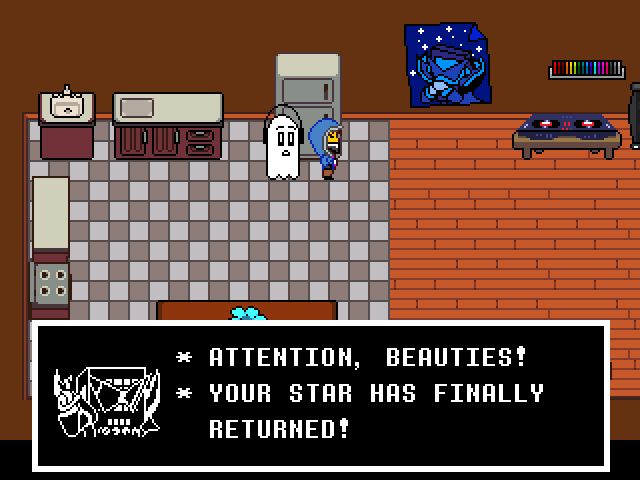 * ATTENTION, BEAUTIES!
* YOUR STAR HAS FINALLY
RETURNED!